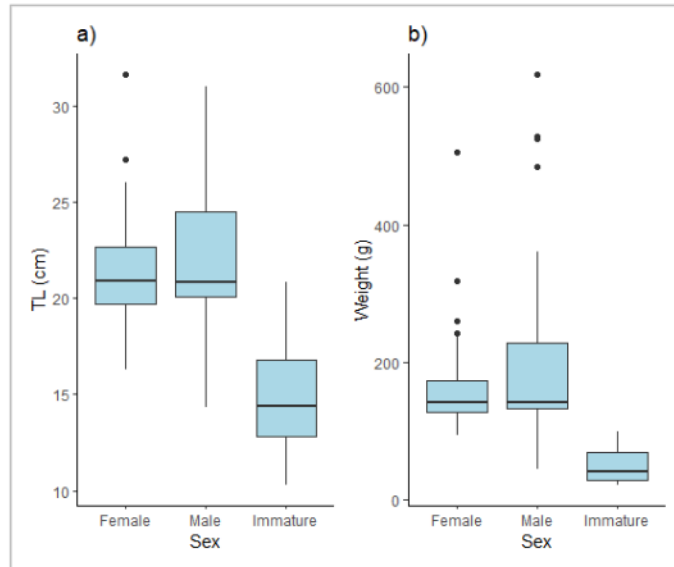 a)
TL (cm)
30
25
20
15
10
Female Male Immature
Sex
b)
Weight (g)
600
400
200
0
Female Male Immature
Sex